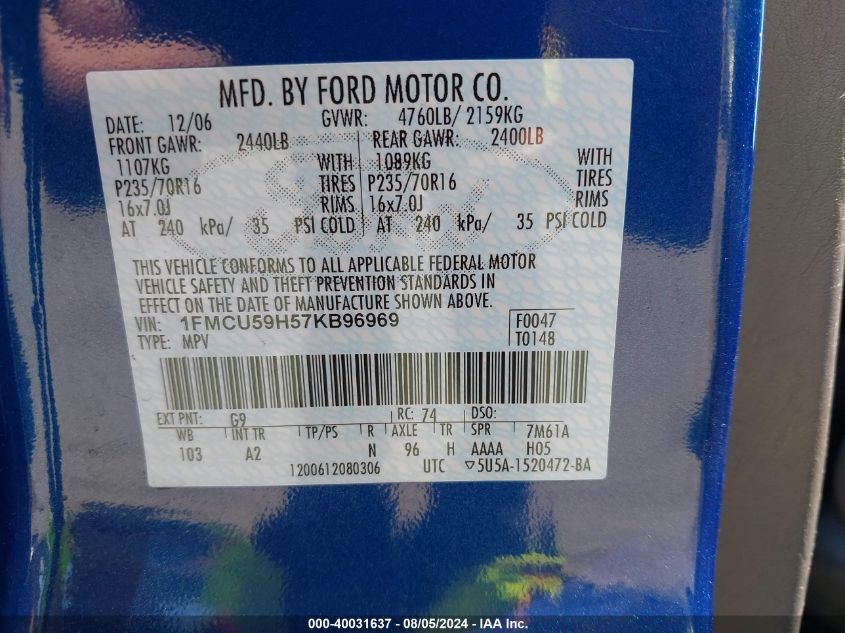 MFD. BY FORD MOTOR CO.
DATE: 12/06 GVWR: 4760LB/ 2159KG
FRONT GAWR: 2440LB REAR GAWR: 2400LB
1107KG WITH 1089KG WITH
P235/70R16 TIRES P235/70R16 TIRES
16x7.0J RIMS 16x7.0J RIMS
AT 240 kPa/ 35 PSI COLD AT 240 kPa/ 35 PSI COLD
THIS VEHICLE CONFORMS TO ALL APPLICABLE FEDERAL MOTOR
VEHICLE SAFETY AND THEFT PREVENTION STANDARDS IN
EFFECT ON THE DATE OF MANUFACTURE SHOWN ABOVE.
VIN: 1FMCU59H57KB96969 F0047
TYPE: MPV T0148
EXT PNT: G9 RC: 74 DSO:
WB INT TR TP/PS R AXLE TR SPR 7M61A
103 A2 N 96 H AAAA H05
1200612080306 UTC ▽5U5A-1520472-BA
000-40031637 - 08/05/2024 - IAA Inc.